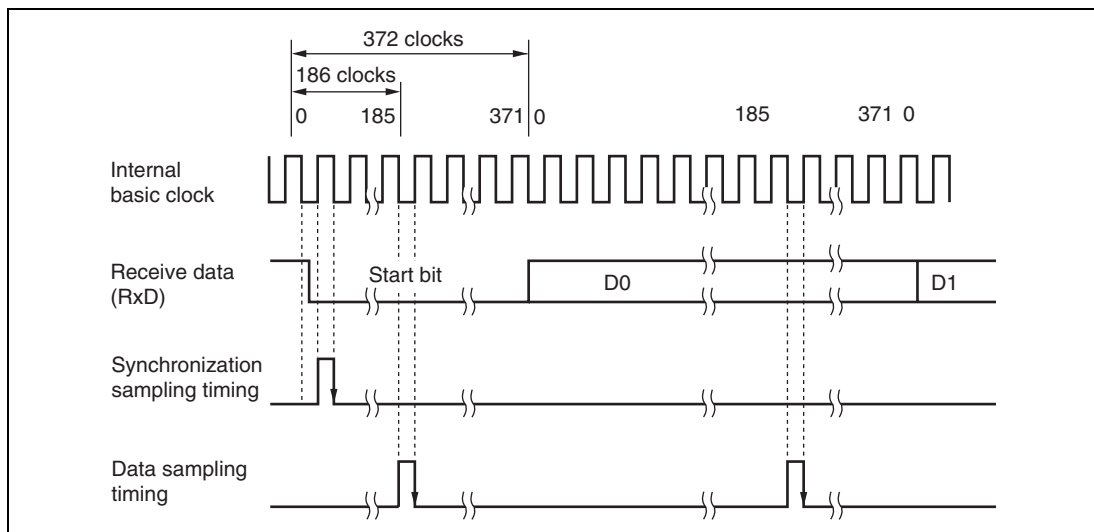 372 clocks
186 clocks
0 185 371 0 185 371 0
Internal
basic clock
Receive data
(RxD)
Start bit D0 D1
Synchronization
sampling timing
Data sampling
timing